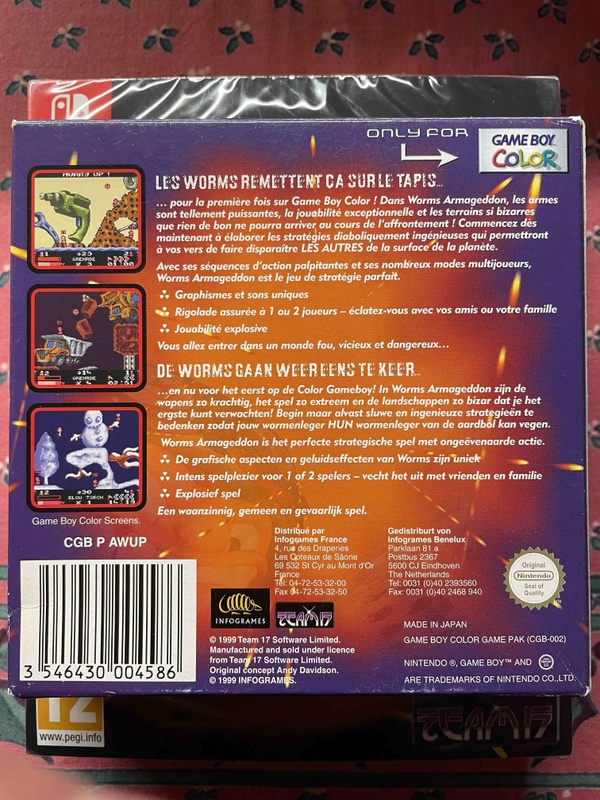 ONLY FOR
GAME BOY
COLOR
LES WORMS REMETTENT CA SUR LE TAPIS...
... pour la première fois sur Game Boy Color ! Dans Worms Armageddon, les armes
sont tellement puissantes, la jouabilité exceptionnelle et les terrains si bizarres
que rien de bon ne pourra arriver au cours de l'affrontement ! Commencez dès
maintenant à élaborer les stratégies diaboliquement ingénieuses qui permettront
à vos vers de faire disparaître LES AUTRES de la surface de la planète.
Avec ses séquences d'action palpitantes et ses nombreux modes multijoueurs,
Worms Armageddon est le jeu de stratégie parfait.
Graphismes et sons uniques
Rigolade assurée à 1 ou 2 joueurs – éclatez-vous avec vos amis ou votre famille
Jouabilité explosive
Vous allez entrer dans un monde fou, vicieux et dangereux...
DE WORMS GAAN WEER EENS TE KEER...
...en nu voor het eerst op de Color Gameboy! In Worms Armageddon zijn de
wapens zo krachtig, het spel zo extreem en de landschappen zo bizar dat je het
ergste kunt verwachten! Begin maar alvast sluwe en ingenieuze strategieën te
bedenken zodat jouw wormenleger HUN wormenleger van de aardbol kan vegen.
Worms Armageddon is het perfecte strategische spel met ongeëvenaarde actie.
De grafische aspecten en geluidseffecten van Worms zijn uniek
Intens spelplezier voor 1 of 2 spelers – vecht het uit met vrienden en familie
Explosief spel
Een waanzinnig, gemeen en gevaarlijk spel.
HURRY UP !
GRENADE
GRENADE
BLOW TORCH
Game Boy Color Screens.
CGB P AWUP
3 546430 004586
Distribué par
Infogrames France
4, rue des Draperies
Les Coteaux de Sâone
69 532 St Cyr au Mont d'Or
France
Tél: 04-72-53-32-00
Fax 04-72-53-32-50
Gedistribuert von
Infogrames Benelux
Parklaan 81 a
Postbus 2367
5600 CJ Eindhoven
The Netherlands
Tel: 0031 (0)40 2393560
Fax: 0031 (0)40 2468 940
INFOGRAMES
TEAM17
© 1999 Team 17 Software Limited.
Manufactured and sold under licence
from Team 17 Software Limited.
Original concept Andy Davidson.
© 1999 INFOGRAMES.
Original
Nintendo
Seal of
Quality
MADE IN JAPAN
GAME BOY COLOR GAME PAK (CGB-002)
NINTENDO ®, GAME BOY™ AND
ARE TRADEMARKS OF NINTENDO CO.,LTD.
12
www.pegi.info
TEAM17